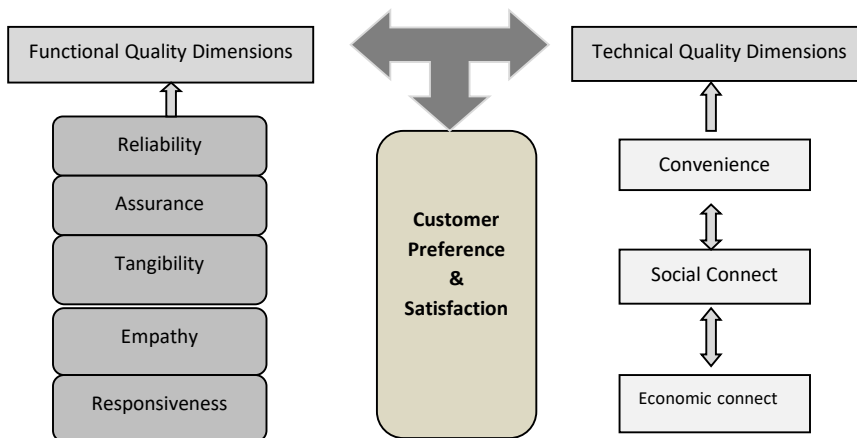 Functional Quality Dimensions
Reliability
Assurance
Tangibility
Empathy
Responsiveness
Customer
Preference
&
Satisfaction
Technical Quality Dimensions
Convenience
Social Connect
Economic connect